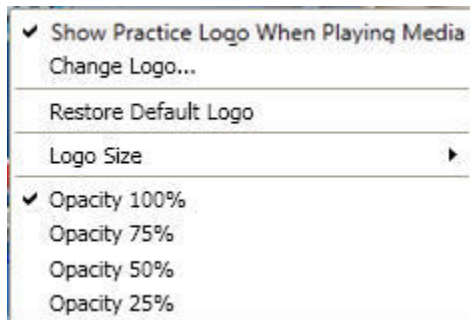 Show Practice Logo When Playing Media
Change Logo...
Restore Default Logo
Logo Size
Opacity 100%
Opacity 75%
Opacity 50%
Opacity 25%